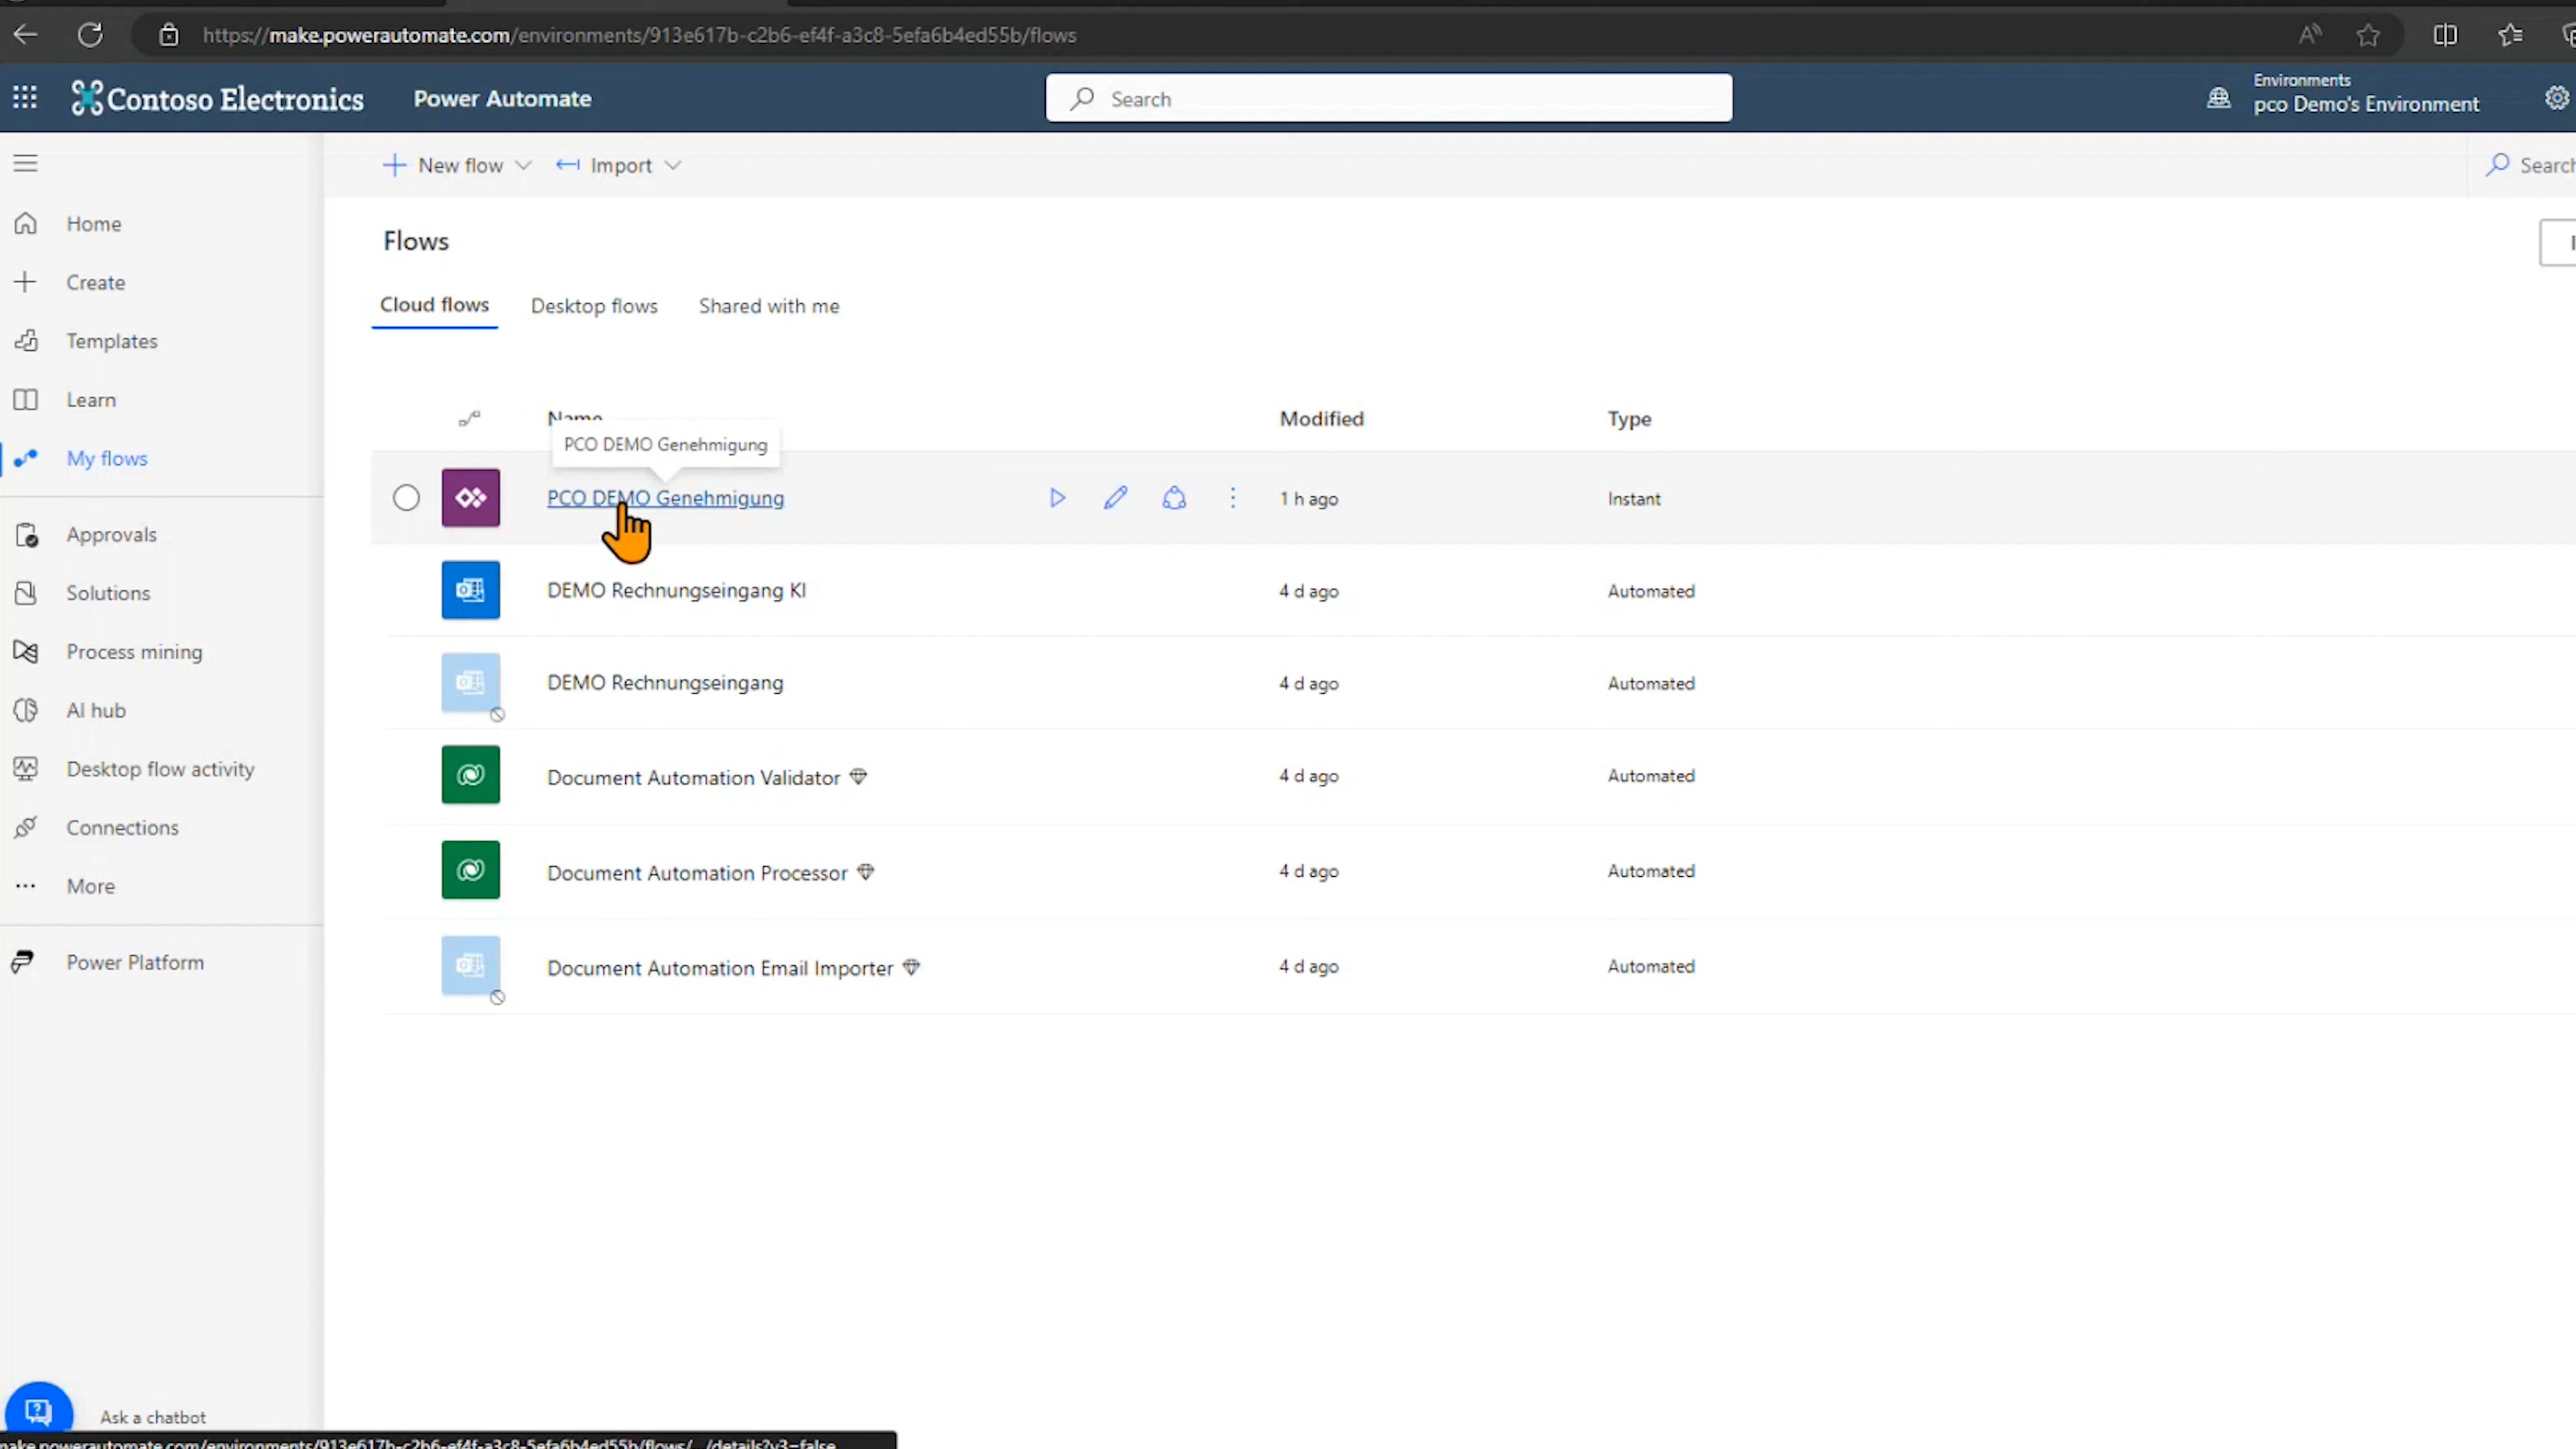 https://make.powerautomate.com/environments/913e617b-c2b6-ef4f-a3c8-5efa6b4ed55b/flows
Contoso Electronics
Power Automate
Search
Environments
pco Demo's Environment
New flow
Import
Search
Home
Create
Templates
Learn
My flows
Approvals
Solutions
Process mining
AI hub
Desktop flow activity
Connections
More
Power Platform
Ask a chatbot
Flows
Cloud flows
Desktop flows
Shared with me
Name
Modified
Type
PCO DEMO Genehmigung
PCO DEMO Genehmigung
1 h ago
Instant
DEMO Rechnungseingang KI
4 d ago
Automated
DEMO Rechnungseingang
4 d ago
Automated
Document Automation Validator
4 d ago
Automated
Document Automation Processor
4 d ago
Automated
Document Automation Email Importer
4 d ago
Automated
make.powerautomate.com/environments/913e617b-c2b6-ef4f-a3c8-5efa6b4ed55b/flows/.../details?v3=false